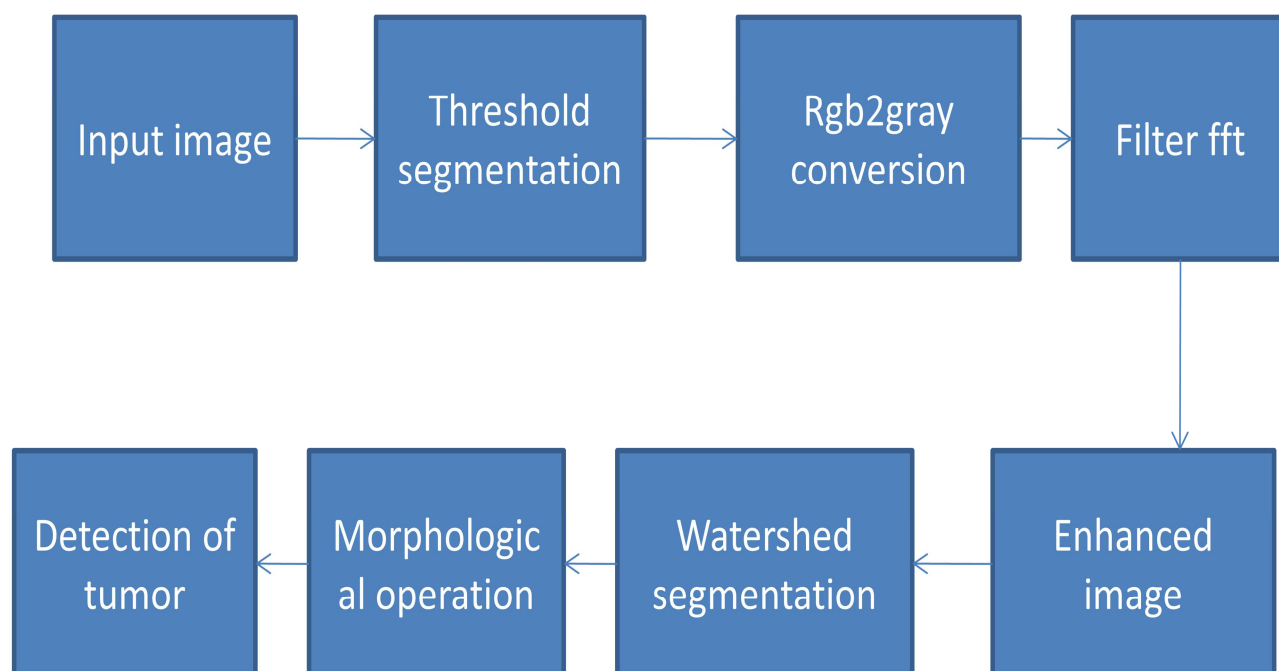 Input image
Threshold
segmentation
Rgb2gray
conversion
Filter fft
Enhanced
image
Watershed
segmentation
Morphologic
al operation
Detection of
tumor